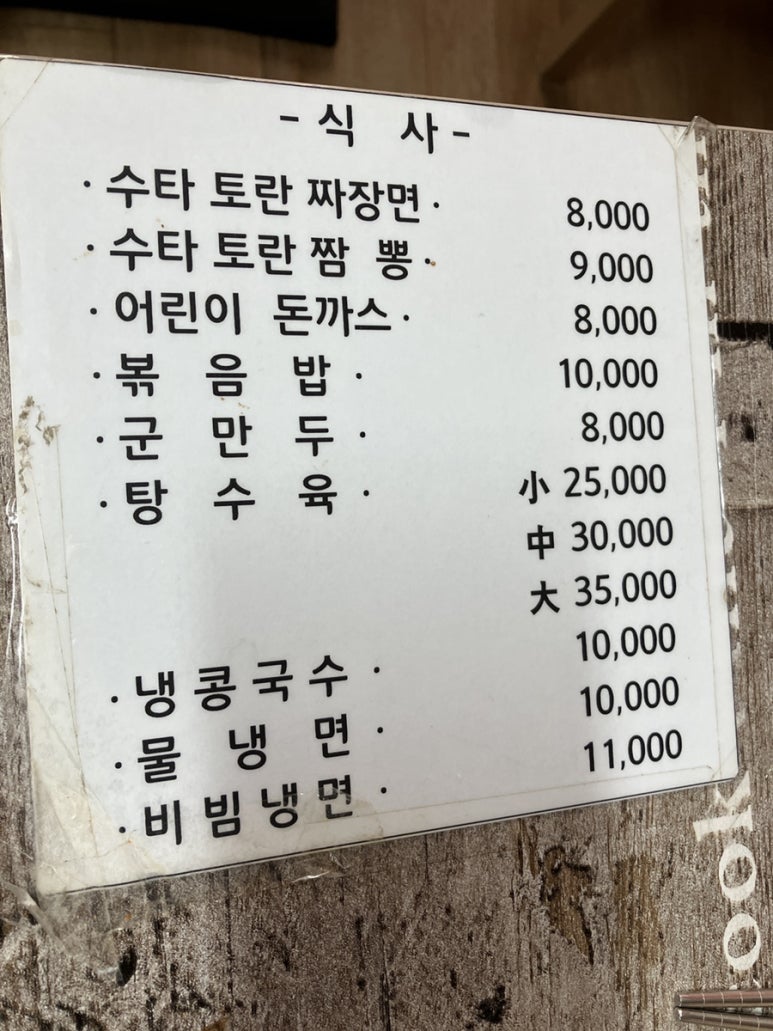 - 식 사 -
· 수타 토란 짜장면 · 8,000
· 수타 토란 짬 뽕 · 9,000
· 어린이 돈까스 · 8,000
· 볶 음 밥 · 10,000
· 군 만 두 · 8,000
· 탕 수 육 · 小 25,000
中 30,000
大 35,000
· 냉 콩 국 수 · 10,000
· 물 냉 면 · 10,000
· 비 빔 냉 면 · 11,000
ook